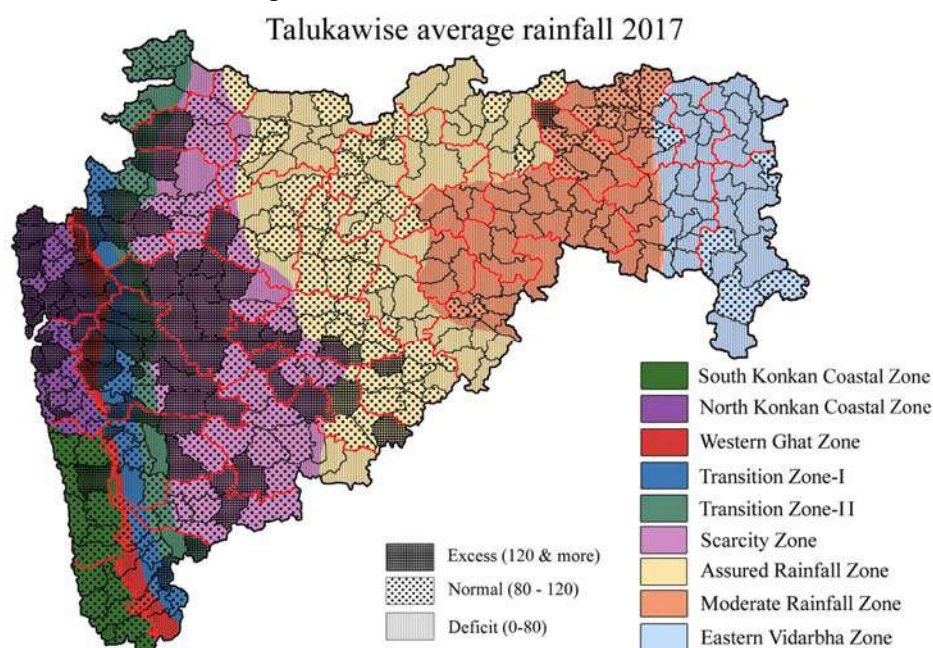 Talukawise average rainfall 2017
South Konkan Coastal Zone
North Konkan Coastal Zone
Western Ghat Zone
Transition Zone-I
Transition Zone-II
Scarcity Zone
Assured Rainfall Zone
Moderate Rainfall Zone
Eastern Vidarbha Zone
Excess (120 & more)
Normal (80 - 120)
Deficit (0-80)